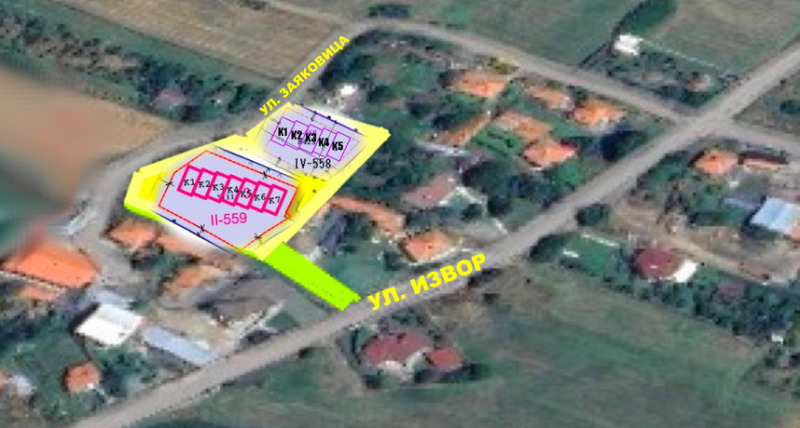 УЛ. ЗАЯКОВИЦА
К1 К2 К3 К4 К5
IV-558
К1 К2 К3 К4 К5 К6 К7
II-559
УЛ. ИЗВОР